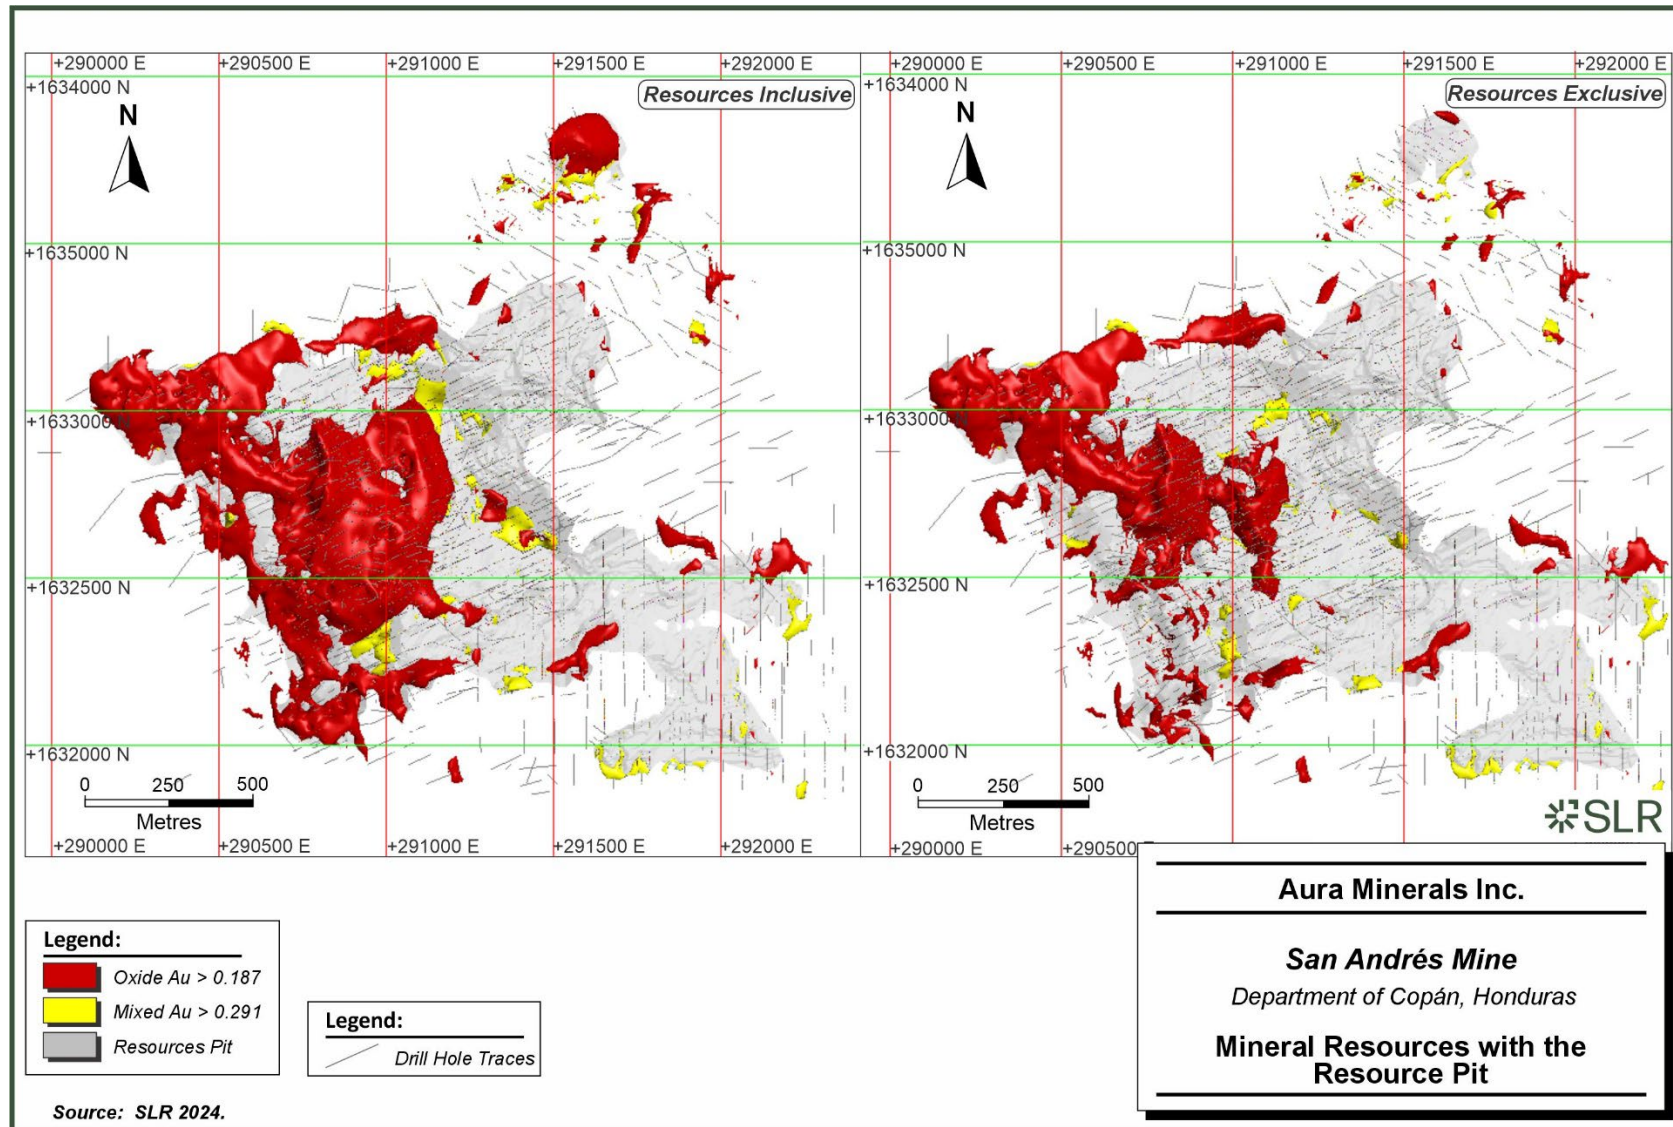 +290000 E +290500 E +291000 E +291500 E +292000 E
+1634000 N
Resources Inclusive
N
+1635000 N
+1633000 N
+1632500 N
+1632000 N
0 250 500
Metres
+290000 E +290500 E +291000 E +291500 E +292000 E
+290000 E +290500 E +291000 E +291500 E +292000 E
+1634000 N
Resources Exclusive
N
+1635000 N
+1633000 N
+1632500 N
+1632000 N
0 250 500
Metres
SLR
+290000 E +290500 E
Legend:
Oxide Au > 0.187
Mixed Au > 0.291
Resources Pit
Legend:
Drill Hole Traces
Source: SLR 2024.
Aura Minerals Inc.
San Andrés Mine
Department of Copán, Honduras
Mineral Resources with the
Resource Pit